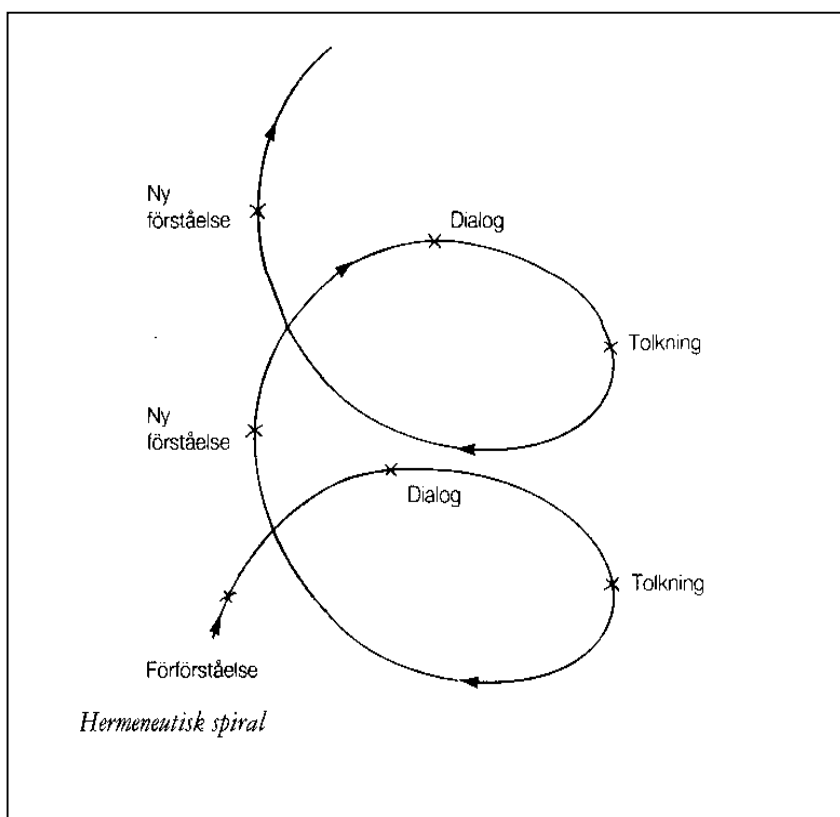 Ny
förståelse
Dialog
Tolkning
Ny
förståelse
Dialog
Tolkning
Förförståelse
Hermeneutisk spiral